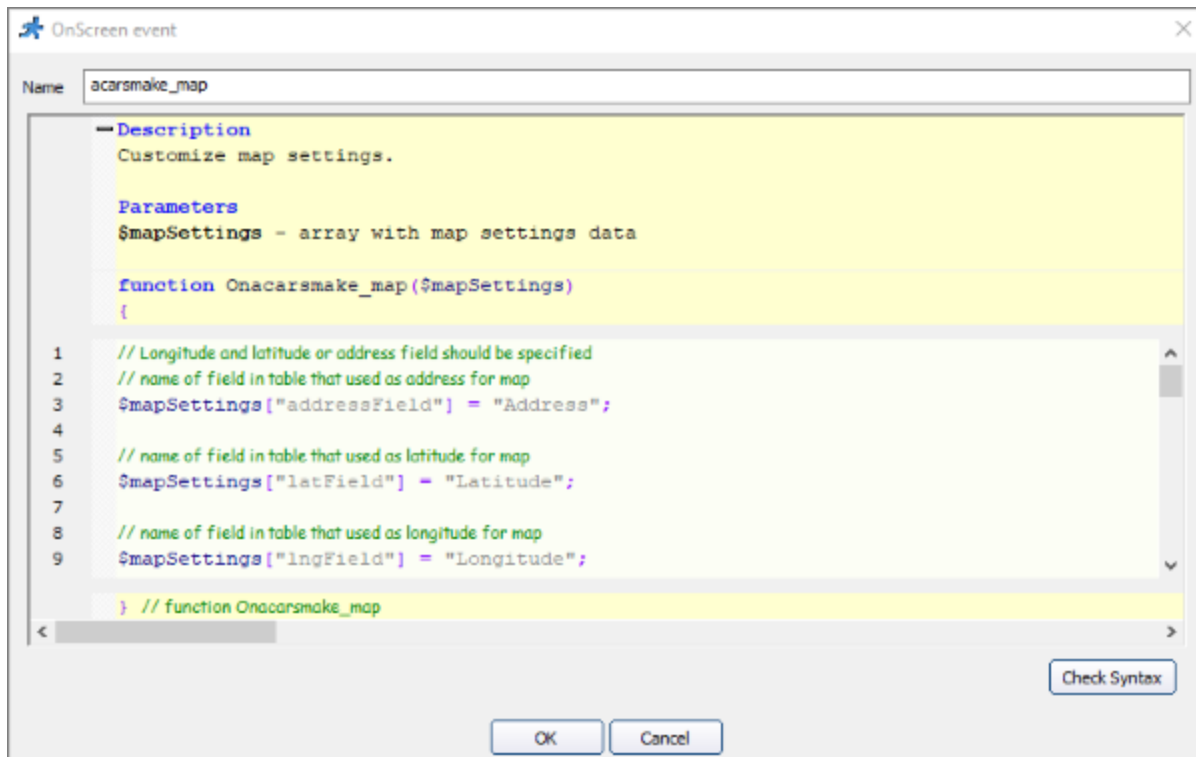 OnScreen event
Name acarsmake_map
Description
Customize map settings.
Parameters
$mapSettings - array with map settings data
function Onacarsmake_map($mapSettings)
{
1 // Longitude and latitude or address field should be specified
2 // name of field in table that used as address for map
3 $mapSettings["addressField"] = "Address";
4
5 // name of field in table that used as latitude for map
6 $mapSettings["latField"] = "Latitude";
7
8 // name of field in table that used as longitude for map
9 $mapSettings["lngField"] = "Longitude";
} // function Onacarsmake_map
Check Syntax
OK Cancel